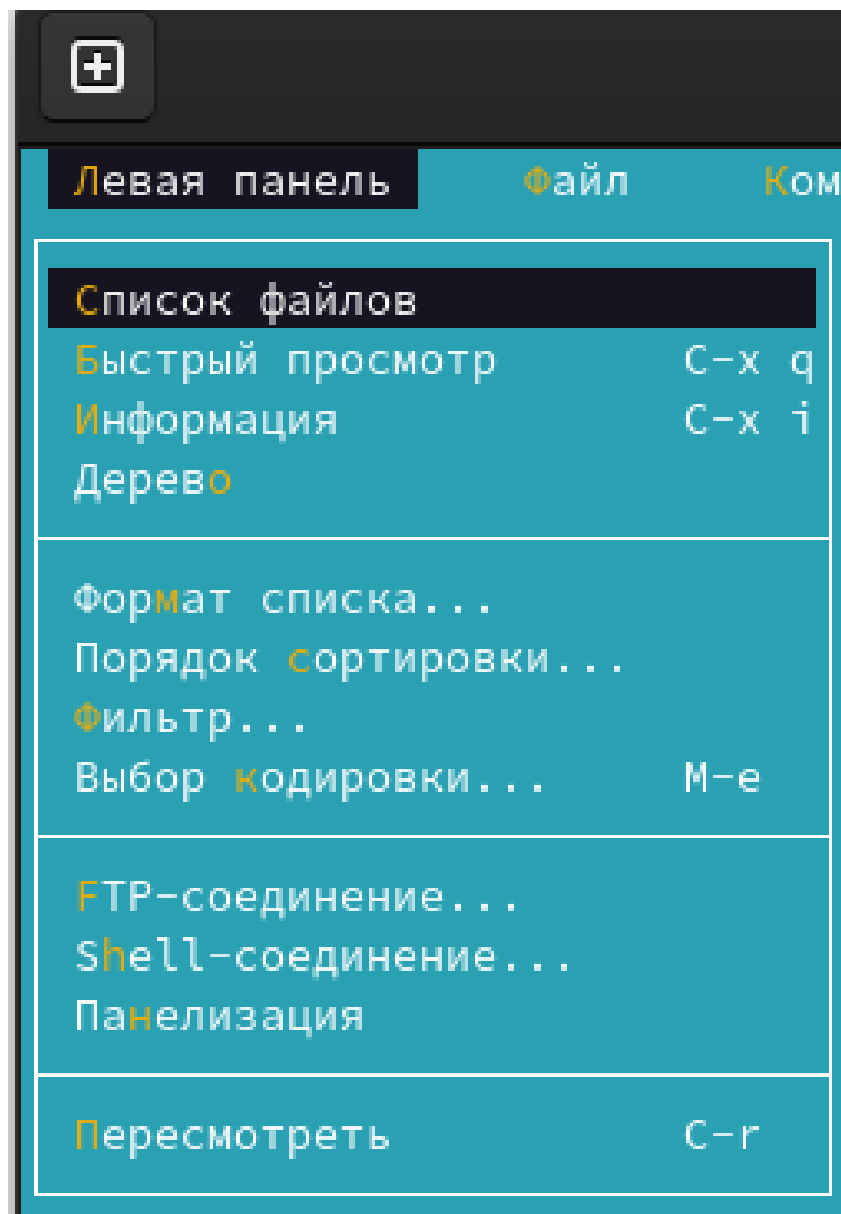 Левая панель Файл Ком
Список файлов
Быстрый просмотр C-x q
Информация C-x i
Дерево
Формат списка...
Порядок сортировки...
Фильтр...
Выбор кодировки... M-e
FTP-соединение...
Shell-соединение...
Панелизация
Пересмотреть C-r